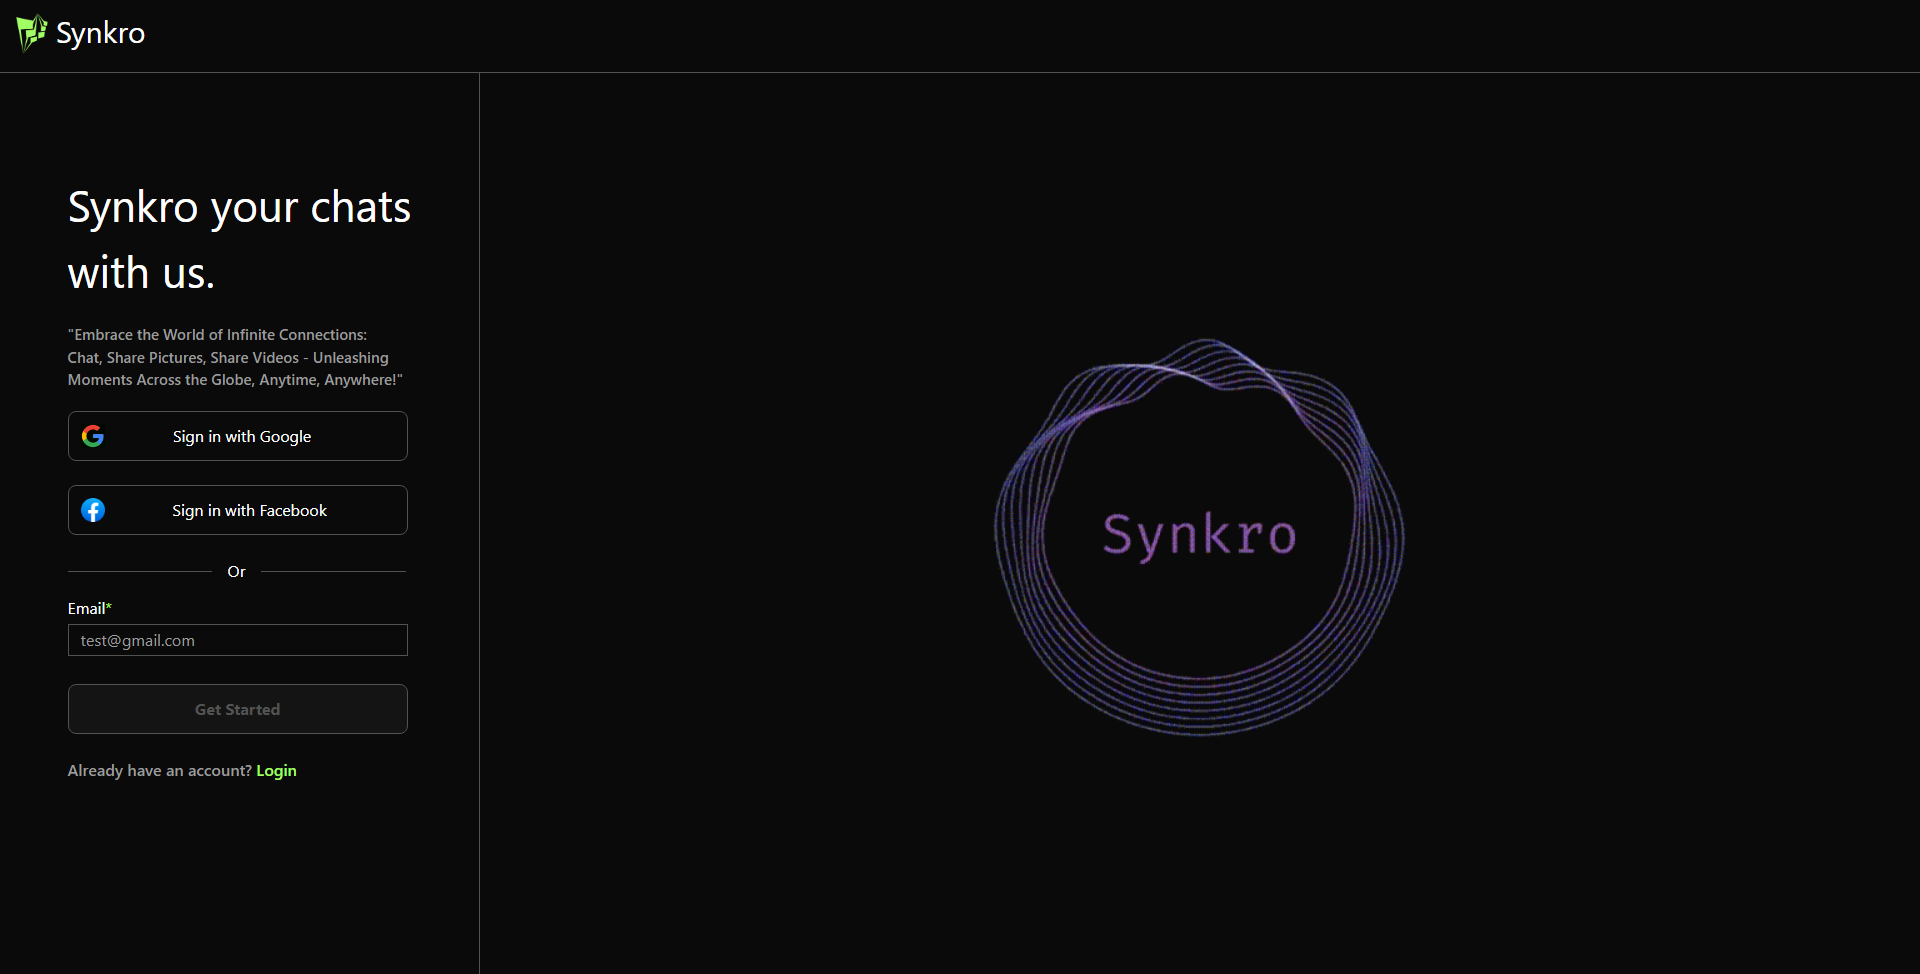 Synkro
Synkro your chats
with us.
"Embrace the World of Infinite Connections:
Chat, Share Pictures, Share Videos - Unleashing
Moments Across the Globe, Anytime, Anywhere!"
Sign in with Google
Sign in with Facebook
Or
Email*
test@gmail.com
Get Started
Already have an account? Login
Synkro